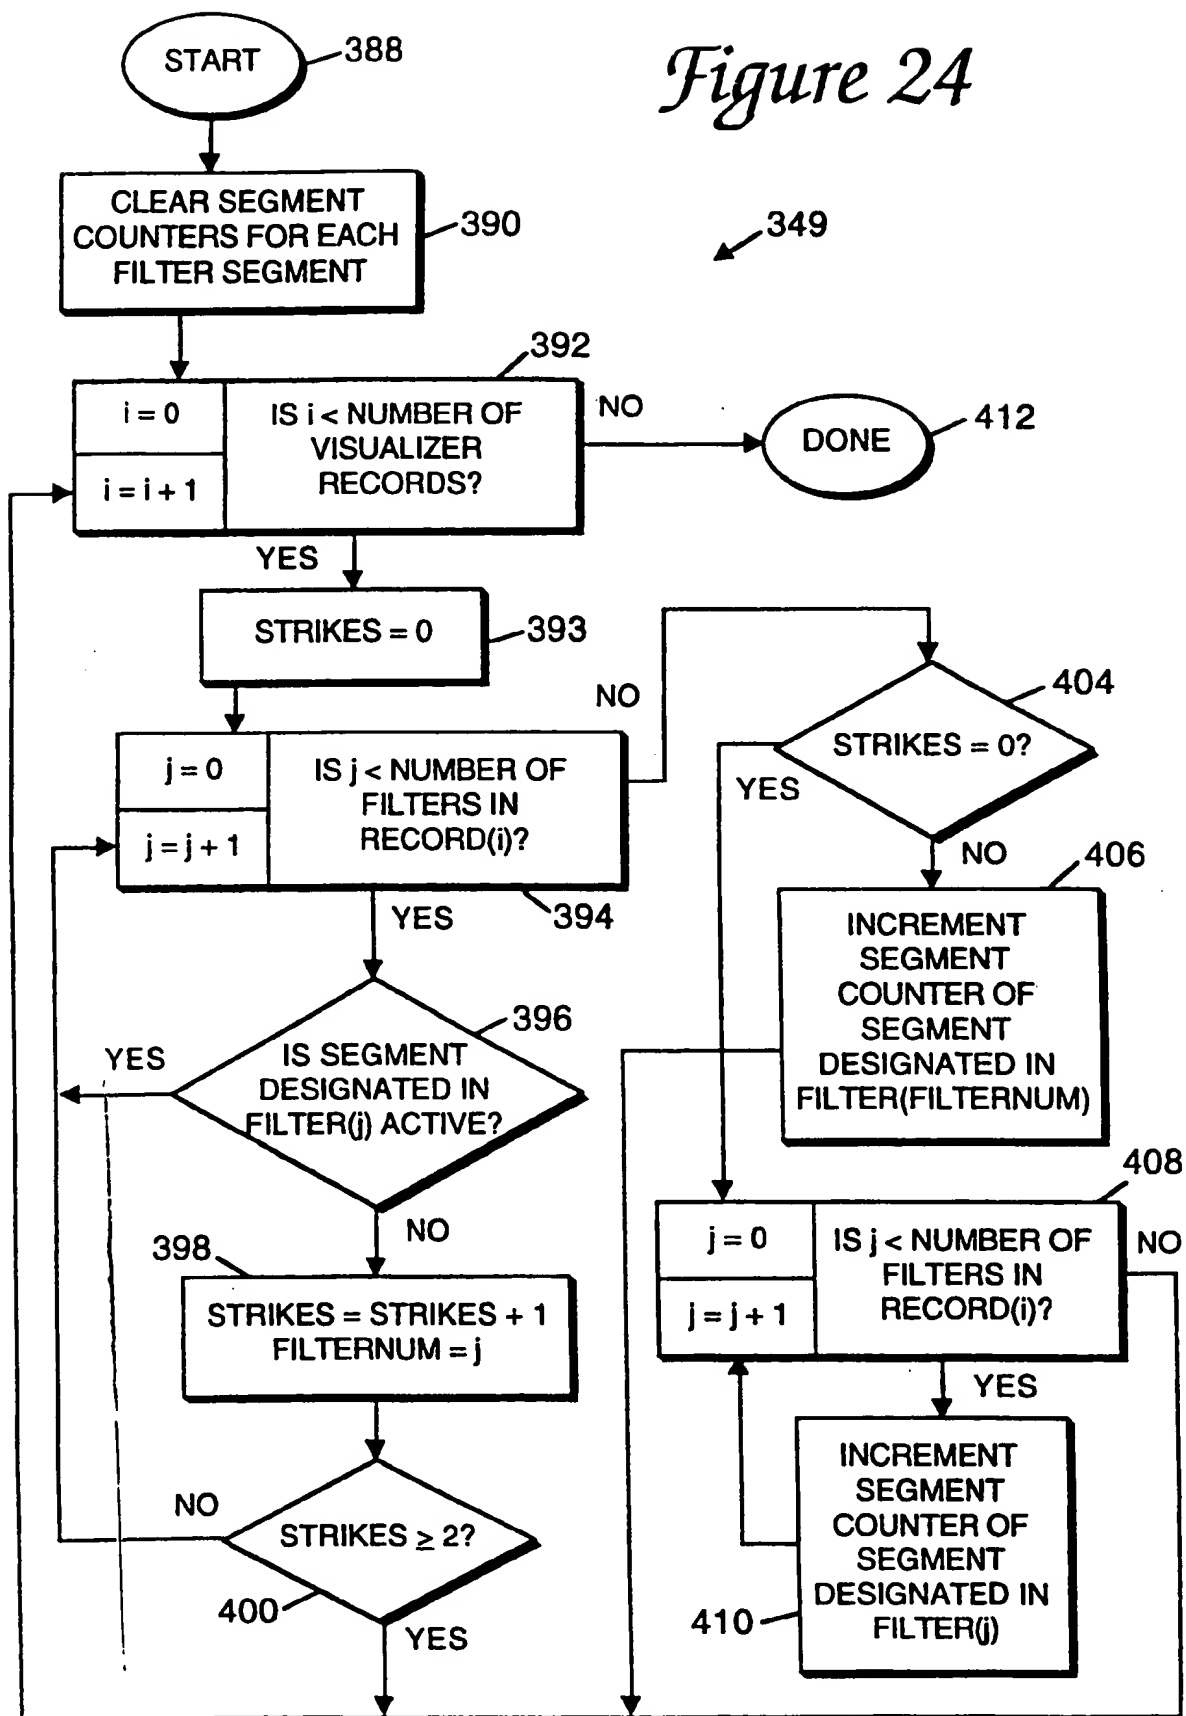 START
388
Figure 24
CLEAR SEGMENT
COUNTERS FOR EACH
FILTER SEGMENT
390
349
392
i = 0
i = i + 1
IS i < NUMBER OF
VISUALIZER
RECORDS?
NO
DONE
412
YES
STRIKES = 0
393
NO
j = 0
j = j + 1
IS j < NUMBER OF
FILTERS IN
RECORD(i)?
394
YES
404
STRIKES = 0?
YES
NO
406
INCREMENT
SEGMENT
COUNTER OF
SEGMENT
DESIGNATED IN
FILTER(FILTERNUM)
396
IS SEGMENT
DESIGNATED IN
FILTER(j) ACTIVE?
YES
NO
398
STRIKES = STRIKES + 1
FILTERNUM = j
408
j = 0
j = j + 1
IS j < NUMBER OF
FILTERS IN
RECORD(i)?
NO
YES
NO
STRIKES ≥ 2?
400
YES
INCREMENT
SEGMENT
COUNTER OF
SEGMENT
DESIGNATED IN
FILTER(j)
410